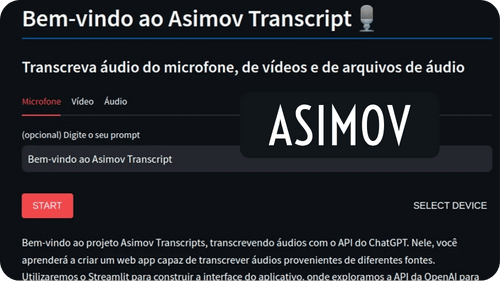 Bem-vindo ao Asimov Transcript
Transcreva áudio do microfone, de vídeos e de arquivos de áudio
Microfone Vídeo Áudio
(opcional) Digite o seu prompt
ASIMOV
Bem-vindo ao Asimov Transcript
START
SELECT DEVICE
Bem-vindo ao projeto Asimov Transcripts, transcrevendo áudios com o API do ChatGPT. Nele, você
aprenderá a criar um web app capaz de transcrever áudios provenientes de diferentes fontes.
Utilizaremos o Streamlit para construir a interface do aplicativo, onde exploramos a API da OpenAI para